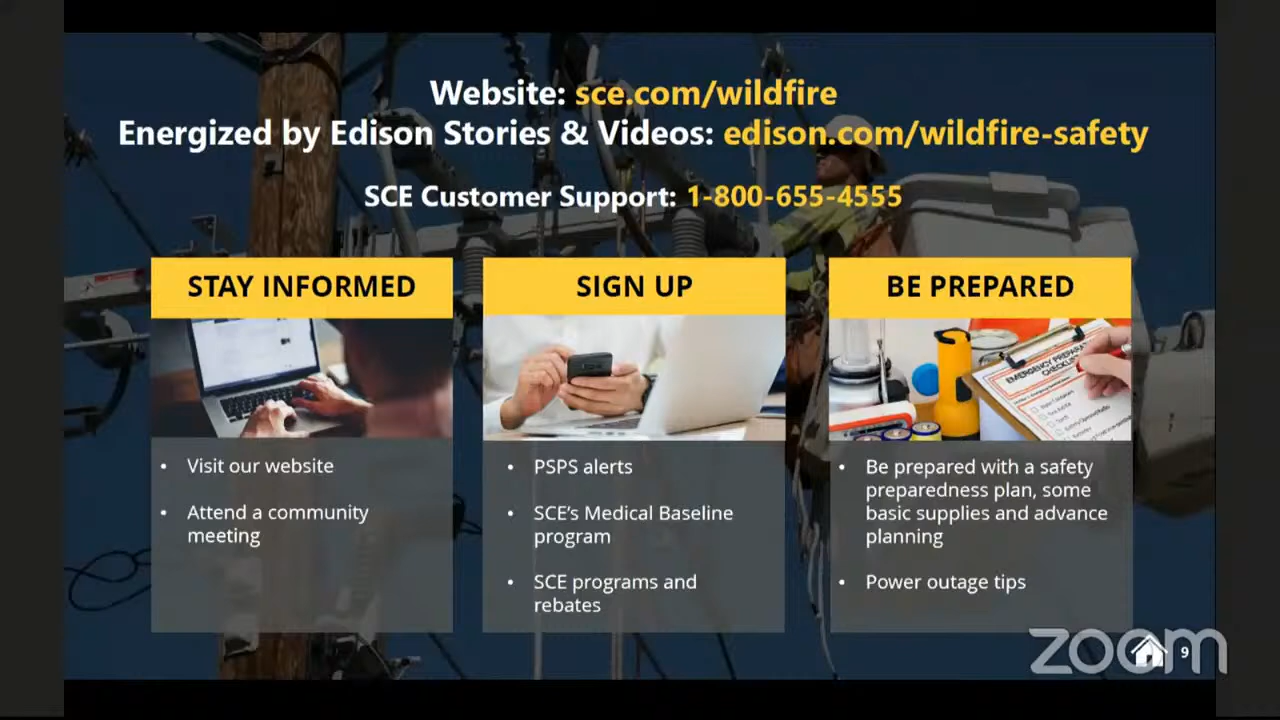 Website: sce.com/wildfire
Energized by Edison Stories & Videos: edison.com/wildfire-safety
SCE Customer Support: 1-800-655-4555
STAY INFORMED
• Visit our website
• Attend a community
meeting
SIGN UP
• PSPS alerts
• SCE's Medical Baseline
program
• SCE programs and
rebates
BE PREPARED
EMERGENCY PREPARA
CHECKLIST
• Be prepared with a safety
preparedness plan, some
basic supplies and advance
planning
• Power outage tips
zoom
9